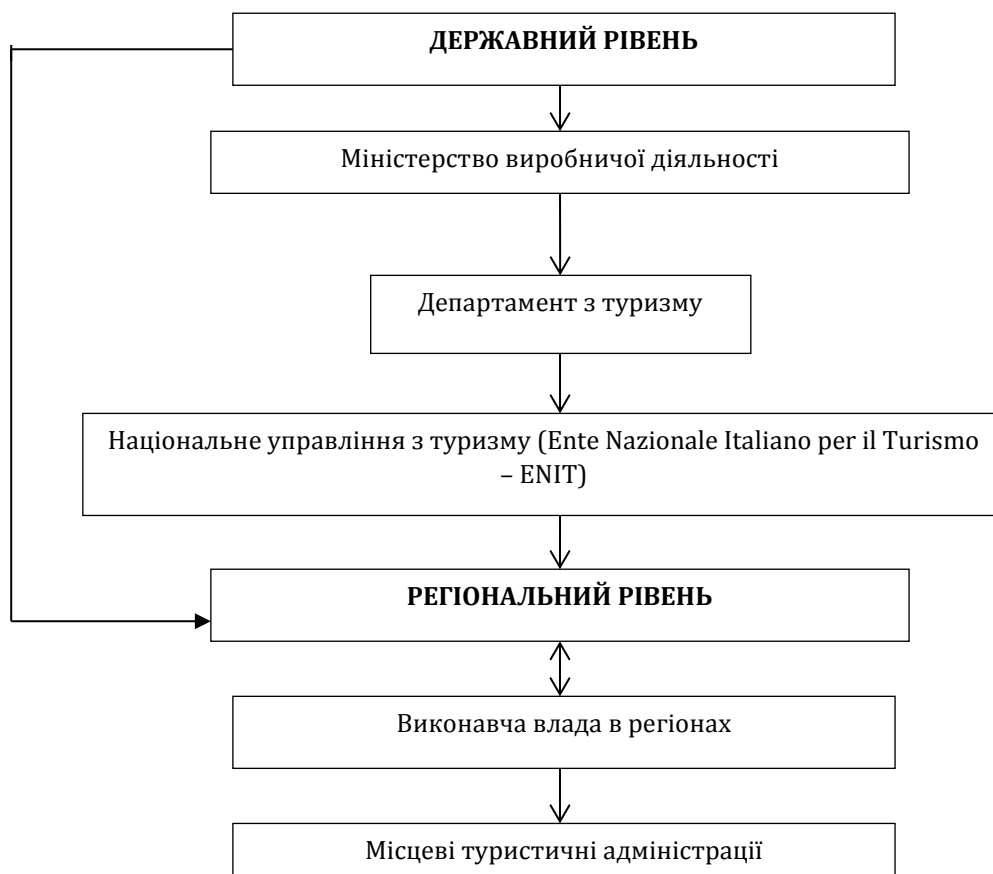 ДЕРЖАВНИЙ РІВЕНЬ
Міністерство виробничої діяльності
Департамент з туризму
Національне управління з туризму (Ente Nazionale Italiano per il Turismo
– ENIT)
РЕГІОНАЛЬНИЙ РІВЕНЬ
Виконавча влада в регіонах
Місцеві туристичні адміністрації